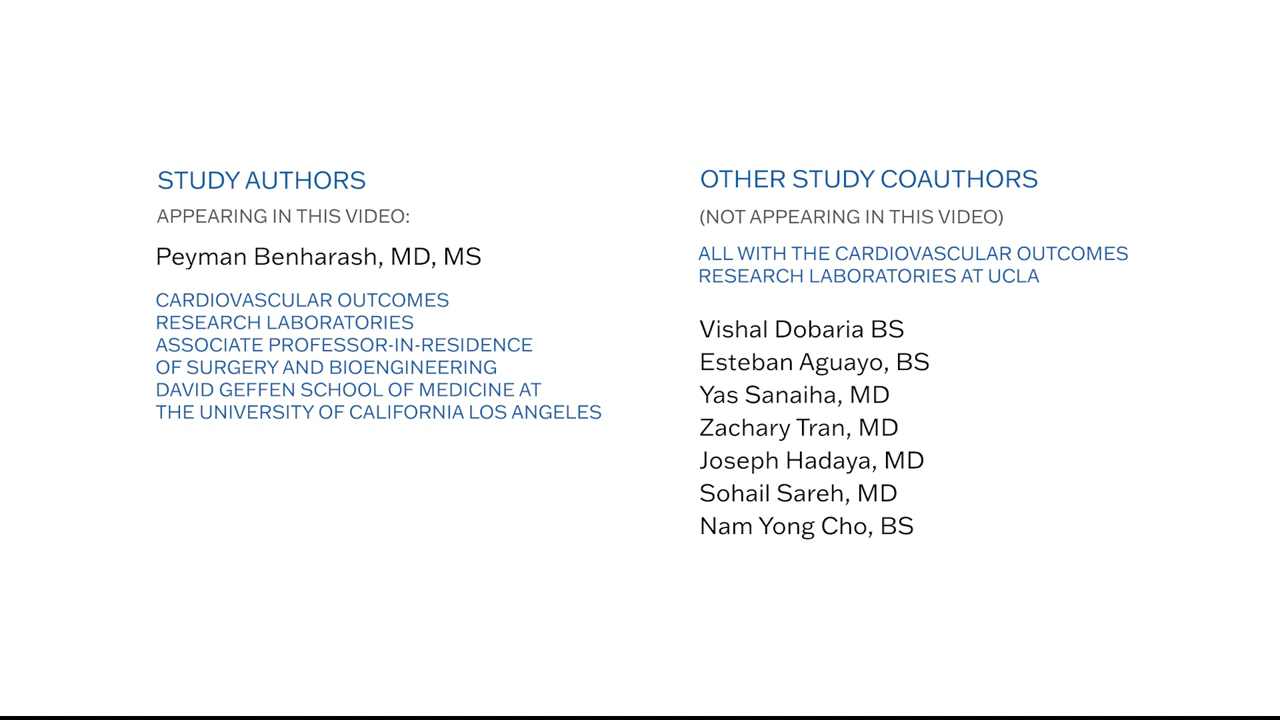 STUDY AUTHORS
APPEARING IN THIS VIDEO:
Peyman Benharash, MD, MS
CARDIOVASCULAR OUTCOMES
RESEARCH LABORATORIES
ASSOCIATE PROFESSOR-IN-RESIDENCE
OF SURGERY AND BIOENGINEERING
DAVID GEFFEN SCHOOL OF MEDICINE AT
THE UNIVERSITY OF CALIFORNIA LOS ANGELES
OTHER STUDY COAUTHORS
(NOT APPEARING IN THIS VIDEO)
ALL WITH THE CARDIOVASCULAR OUTCOMES
RESEARCH LABORATORIES AT UCLA
Vishal Dobaria BS
Esteban Aguayo, BS
Yas Sanaiha, MD
Zachary Tran, MD
Joseph Hadaya, MD
Sohail Sareh, MD
Nam Yong Cho, BS